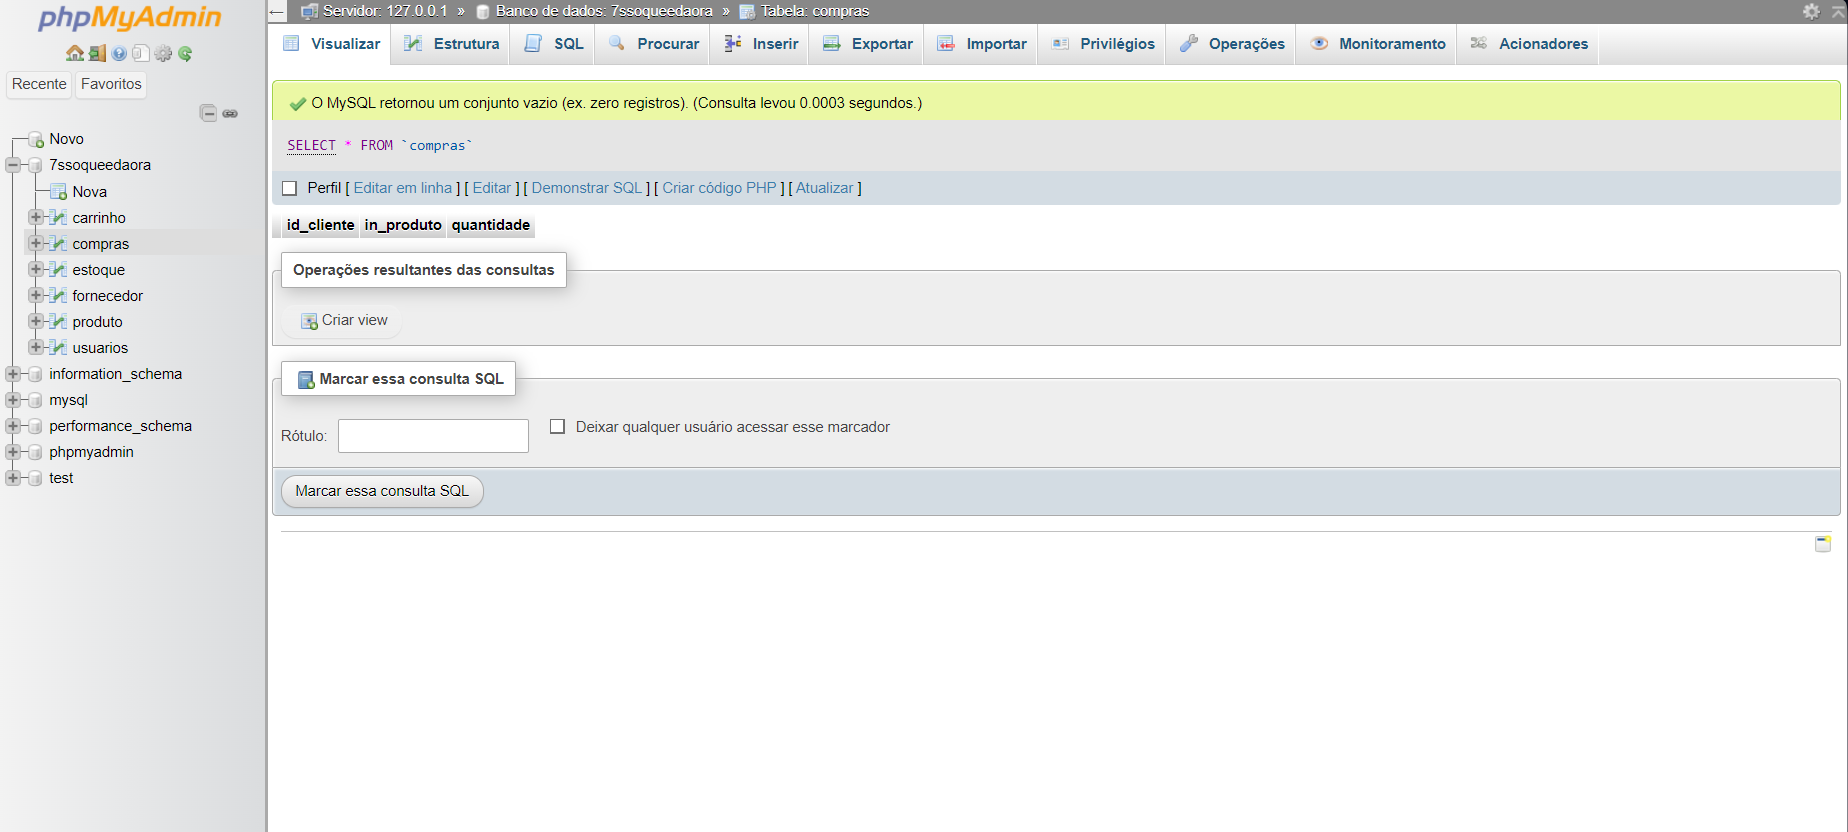 phpMyAdmin
Recente Favoritos
Novo
7ssoqueedaora
Nova
carrinho
compras
estoque
fornecedor
produto
usuarios
information_schema
mysql
performance_schema
phpmyadmin
test
Servidor: 127.0.0.1 » Banco de dados: 7ssoqueedaora » Tabela: compras
Visualizar Estrutura SQL Procurar Inserir Exportar Importar Privilégios Operações Monitoramento Acionadores
O MySQL retornou um conjunto vazio (ex. zero registros). (Consulta levou 0.0003 segundos.)
SELECT * FROM `compras`
Perfil [ Editar em linha ] [ Editar ] [ Demonstrar SQL ] [ Criar código PHP ] [ Atualizar ]
id_cliente in_produto quantidade
Operações resultantes das consultas
Criar view
Marcar essa consulta SQL
Rótulo: Deixar qualquer usuário acessar esse marcador
Marcar essa consulta SQL